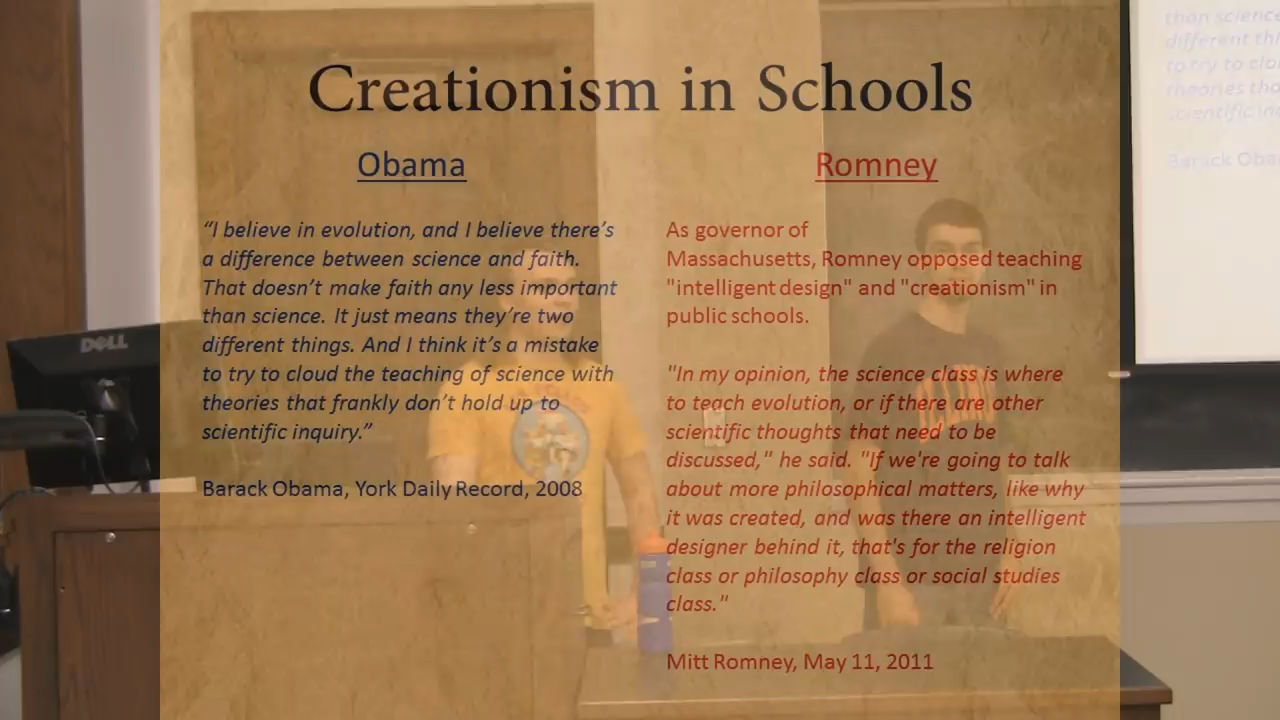 Creationism in Schools
Obama
“I believe in evolution, and I believe there’s
a difference between science and faith.
That doesn’t make faith any less important
than science. It just means they’re two
different things. And I think it’s a mistake
to try to cloud the teaching of science with
theories that frankly don’t hold up to
scientific inquiry.”
Barack Obama, York Daily Record, 2008
Romney
As governor of
Massachusetts, Romney opposed teaching
"intelligent design" and "creationism" in
public schools.
"In my opinion, the science class is where
to teach evolution, or if there are other
scientific thoughts that need to be
discussed," he said. "If we're going to talk
about more philosophical matters, like why
it was created, and was there an intelligent
designer behind it, that's for the religion
class or philosophy class or social studies
class."
Mitt Romney, May 11, 2011
DELL
than science
different
to try to
Barack